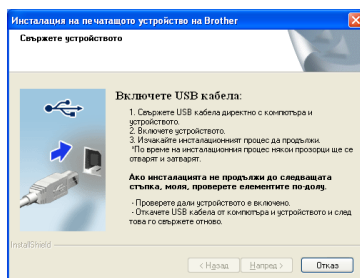 Инсталация на печатащото устройство на Brother
Свържете устройството
Включете USB кабела:
1. Свържете USB кабела директно с компютъра и
устройството.
2. Включете устройството.
3. Изчакайте инсталационният процес да продължи.
*По време на инсталационния процес някои прозорци ще се
отварят и затварят.
Ако инсталацията не продължи до следващата
стъпка, моля, проверете елементите по-долу.
- Проверете дали устройството е включено.
- Откачете USB кабела от компютъра и устройството и след
това го свържете отново.
InstallShield
< Назад Напред > Отказ